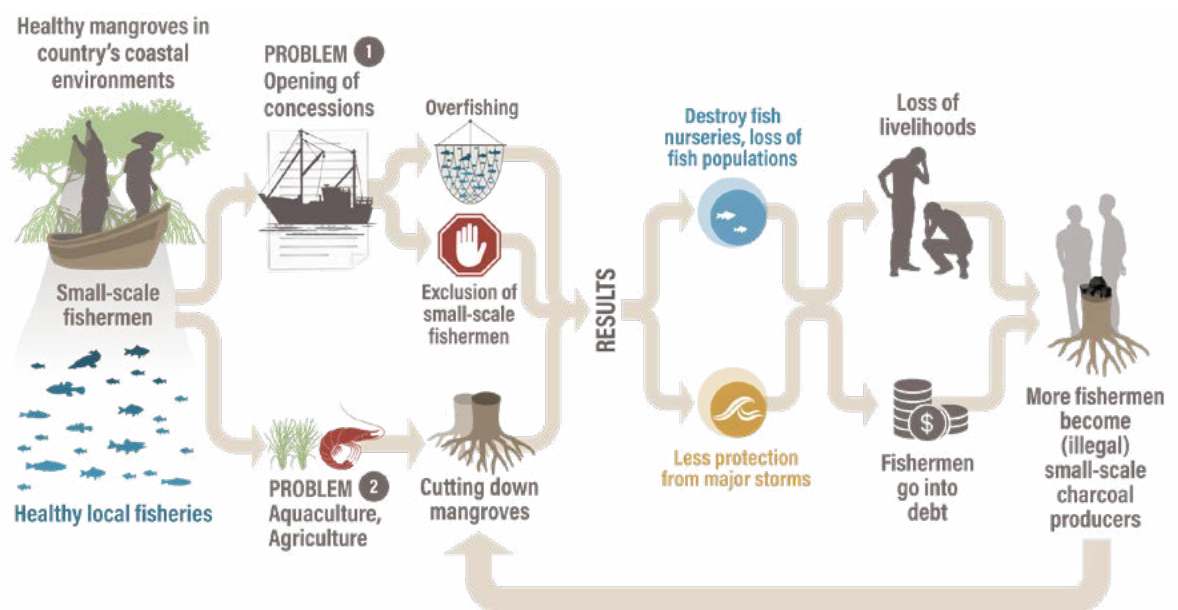 Healthy mangroves in
country's coastal
environments
Small-scale
fishermen
Healthy local fisheries
PROBLEM 1
Opening of
concessions
Overfishing
Exclusion of
small-scale
fishermen
PROBLEM 2
Aquaculture,
Agriculture
Cutting down
mangroves
RESULTS
Destroy fish
nurseries, loss of
fish populations
Less protection
from major storms
Loss of
livelihoods
$
Fishermen
go into
debt
More fishermen
become
(illegal)
small-scale
charcoal
producers